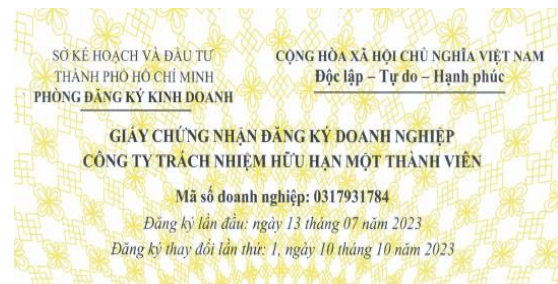 SỞ KẾ HOẠCH VÀ ĐẦU TƯ
THÀNH PHỐ HỒ CHÍ MINH
PHÒNG ĐĂNG KÝ KINH DOANH
CỘNG HÒA XÃ HỘI CHỦ NGHĨA VIỆT NAM
Độc lập – Tự do – Hạnh phúc
GIẤY CHỨNG NHẬN ĐĂNG KÝ DOANH NGHIỆP
CÔNG TY TRÁCH NHIỆM HỮU HẠN MỘT THÀNH VIÊN
Mã số doanh nghiệp: 0317931784
Đăng ký lần đầu: ngày 13 tháng 07 năm 2023
Đăng ký thay đổi lần thứ: 1, ngày 10 tháng 10 năm 2023